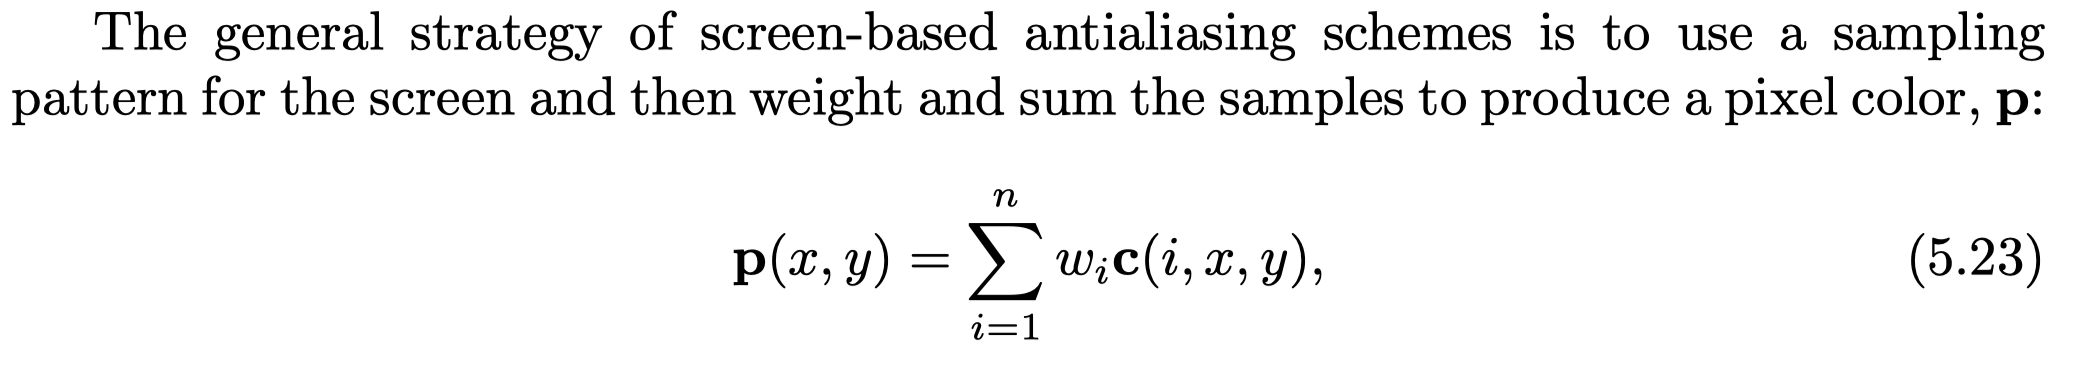 The general strategy of screen-based antialiasing schemes is to use a sampling
pattern for the screen and then weight and sum the samples to produce a pixel color, p:
p(x, y) = ∑_{i=1}^{n} w_i c(i, x, y), (5.23)